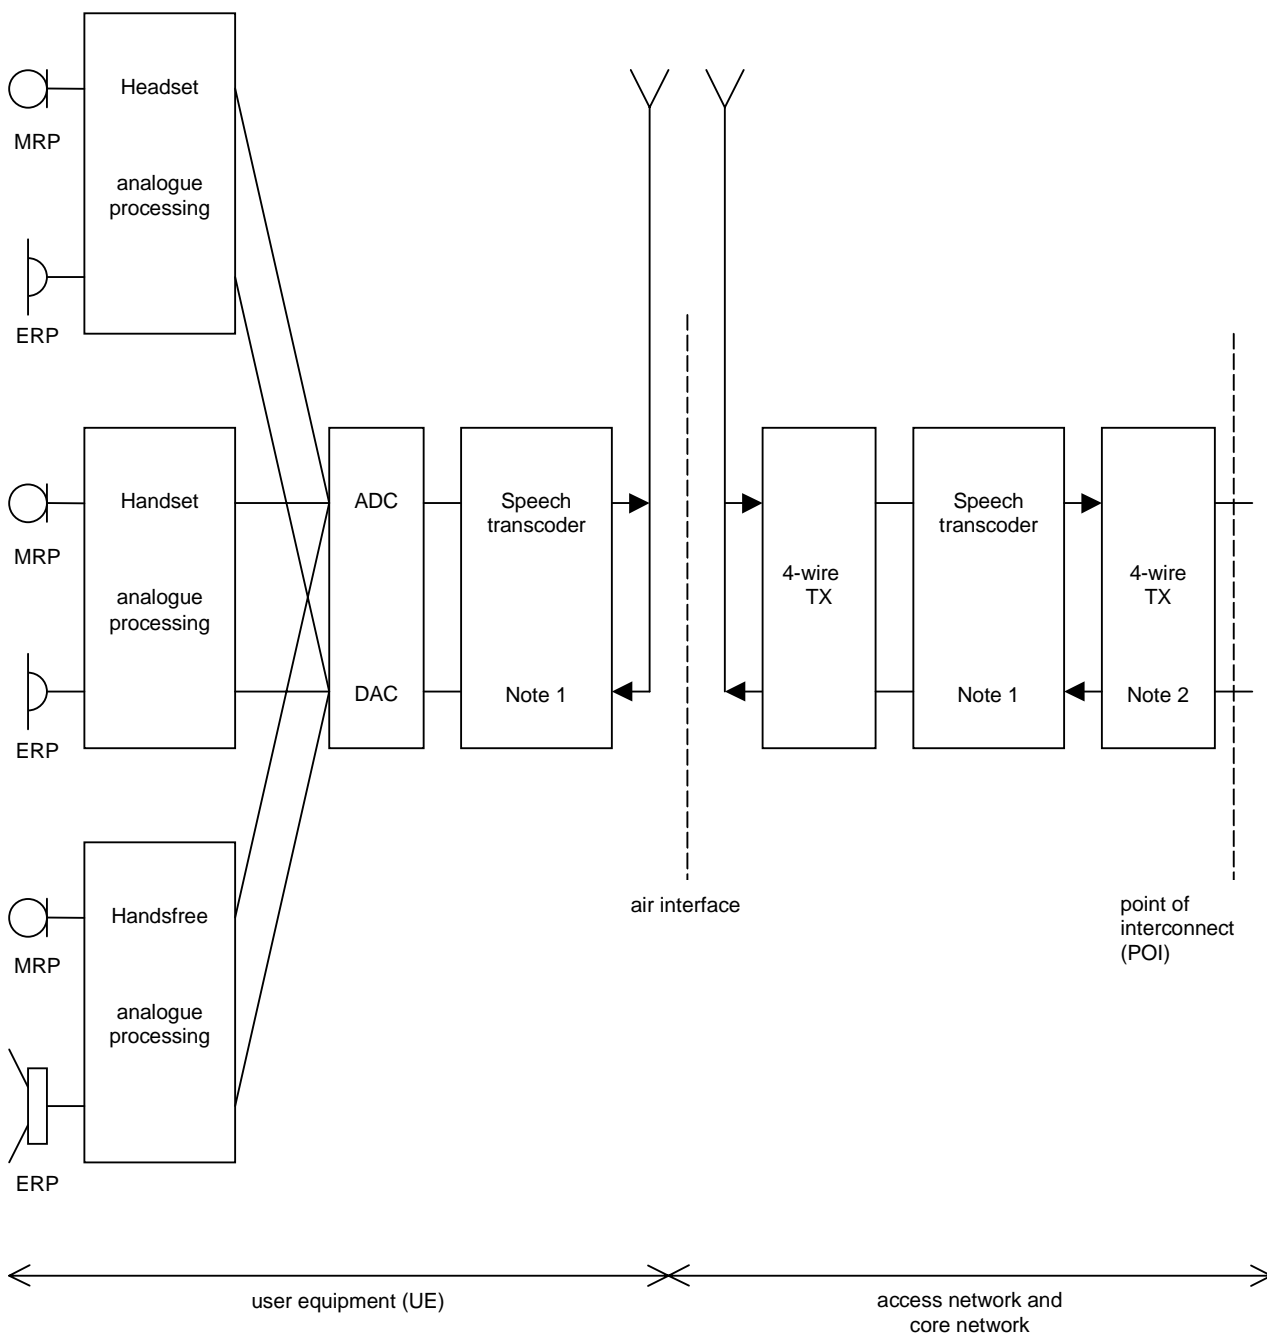 Headset
MRP
analogue
processing
ERP
Handset
MRP
analogue
processing
ERP
ADC
DAC
Speech
transcoder
Note 1
4-wire
TX
Speech
transcoder
Note 1
4-wire
TX
Note 2
Handsfree
MRP
analogue
processing
ERP
air interface
point of
interconnect
(POI)
user equipment (UE)
access network and
core network